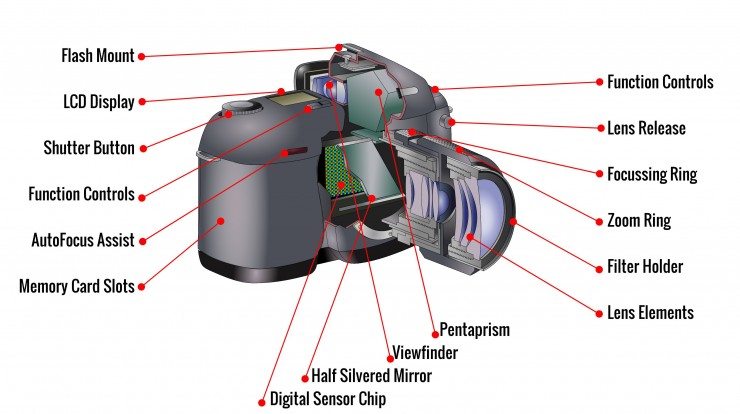 Flash Mount
LCD Display
Shutter Button
Function Controls
AutoFocus Assist
Memory Card Slots
Function Controls
Lens Release
Focussing Ring
Zoom Ring
Filter Holder
Lens Elements
Pentaprism
Viewfinder
Half Silvered Mirror
Digital Sensor Chip